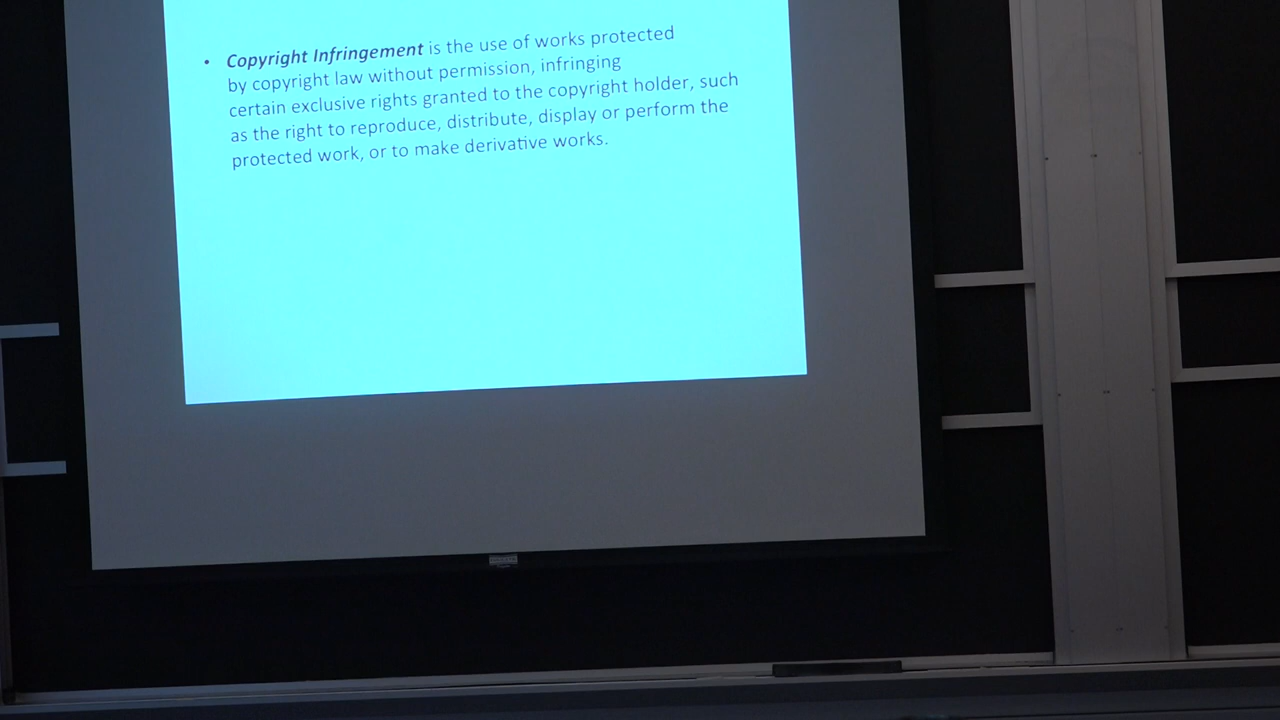 • Copyright Infringement is the use of works protected
by copyright law without permission, infringing
certain exclusive rights granted to the copyright holder, such
as the right to reproduce, distribute, display or perform the
protected work, or to make derivative works.